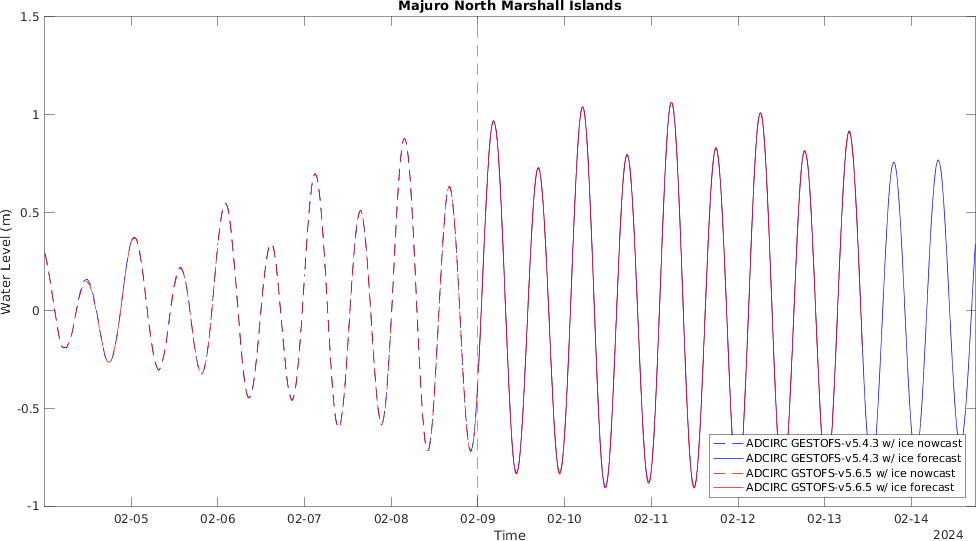 Majuro North Marshall Islands
1.5
1
0.5
0
-0.5
-1
Water Level (m)
ADCIRC GESTOFS-v5.4.3 w/ ice nowcast
ADCIRC GESTOFS-v5.4.3 w/ ice forecast
ADCIRC GSTOFS-v5.6.5 w/ ice nowcast
ADCIRC GSTOFS-v5.6.5 w/ ice forecast
02-05 02-06 02-07 02-08 02-09 02-10 02-11 02-12 02-13 02-14
Time
2024